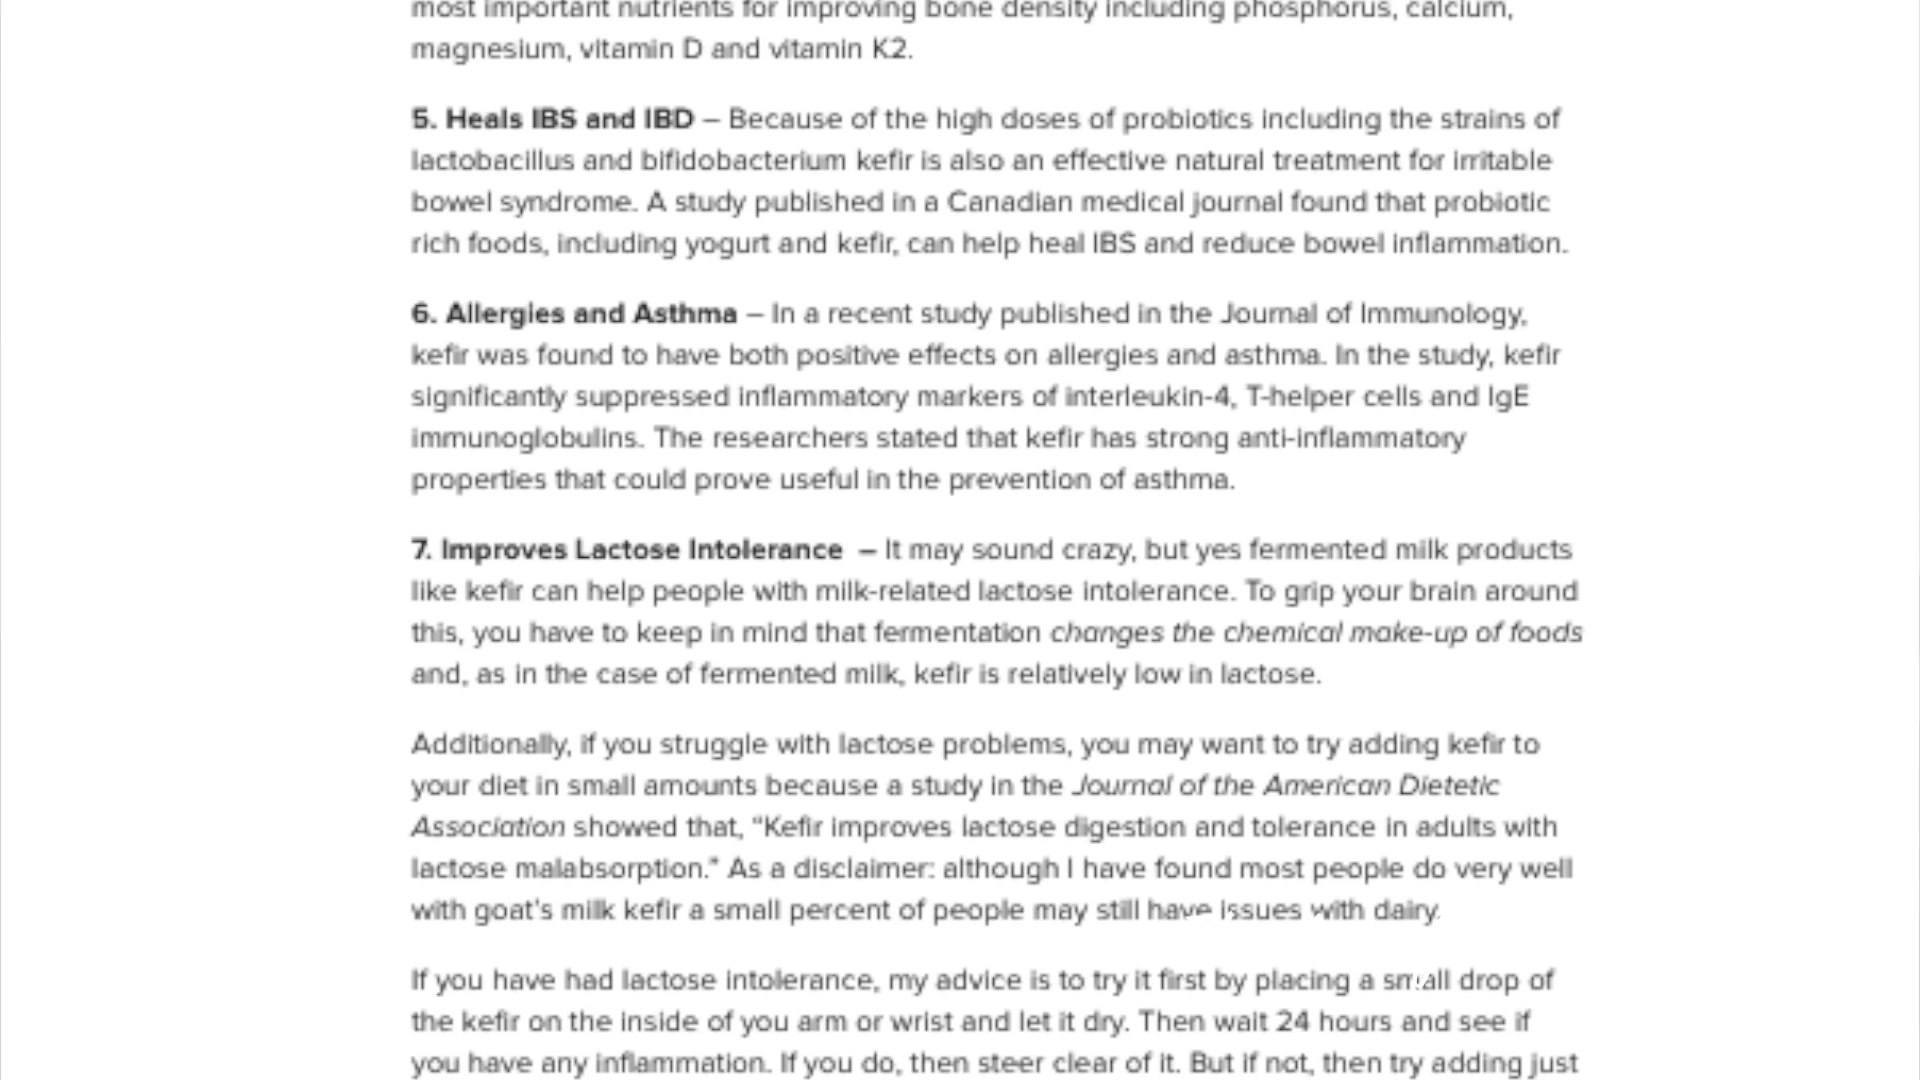 most important nutrients for improving bone density including phosphorus, calcium,
magnesium, vitamin D and vitamin K2.
5. Heals IBS and IBD – Because of the high doses of probiotics including the strains of
lactobacillus and bifidobacterium kefir is also an effective natural treatment for irritable
bowel syndrome. A study published in a Canadian medical journal found that probiotic
rich foods, including yogurt and kefir, can help heal IBS and reduce bowel inflammation.
6. Allergies and Asthma – In a recent study published in the Journal of Immunology,
kefir was found to have both positive effects on allergies and asthma. In the study, kefir
significantly suppressed inflammatory markers of interleukin-4, T-helper cells and IgE
immunoglobulins. The researchers stated that kefir has strong anti-inflammatory
properties that could prove useful in the prevention of asthma.
7. Improves Lactose Intolerance – It may sound crazy, but yes fermented milk products
like kefir can help people with milk-related lactose intolerance. To grip your brain around
this, you have to keep in mind that fermentation changes the chemical make-up of foods
and, as in the case of fermented milk, kefir is relatively low in lactose.
Additionally, if you struggle with lactose problems, you may want to try adding kefir to
your diet in small amounts because a study in the Journal of the American Dietetic
Association showed that, “Kefir improves lactose digestion and tolerance in adults with
lactose malabsorption.” As a disclaimer: although I have found most people do very well
with goat's milk kefir a small percent of people may still have issues with dairy.
If you have had lactose intolerance, my advice is to try it first by placing a small drop of
the kefir on the inside of you arm or wrist and let it dry. Then wait 24 hours and see if
you have any inflammation. If you do, then steer clear of it. But if not, then try adding just